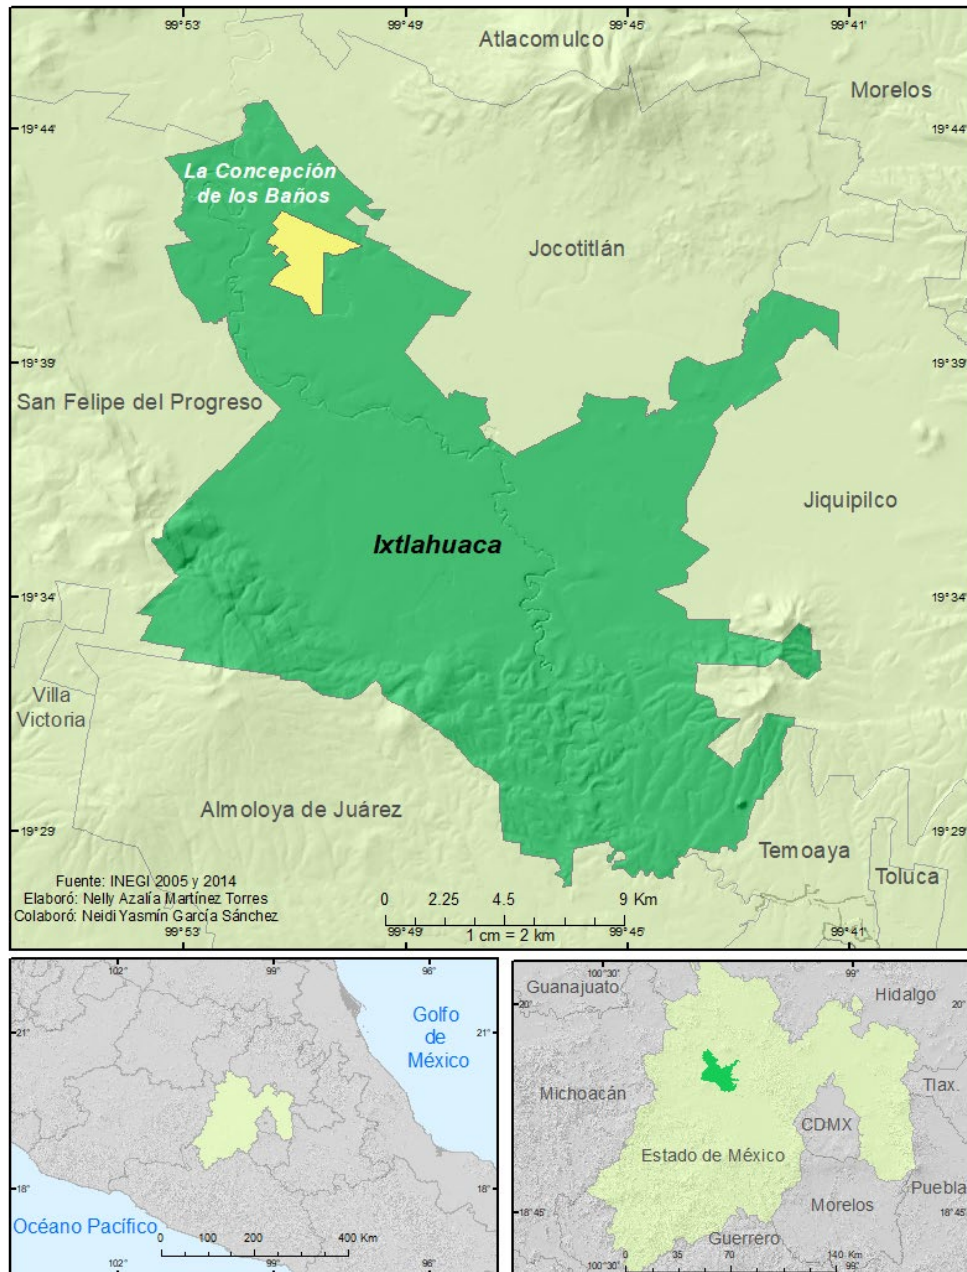 99°53'
99°49'
99°45'
99°41'
Atlacomulco
Morelos
19°44'
19°44'
La Concepción
de los Baños
Jocotitlán
19°39'
19°39'
San Felipe del Progreso
Jiquipilco
Ixtlahuaca
19°34'
19°34'
Villa
Victoria
Almoloya de Juárez
19°29'
19°29'
Temoaya
Toluca
Fuente: INEGI 2005 y 2014
Elaboró: Nelly Azalía Martínez Torres
Colaboró: Neidi Yasmín García Sánchez
0 2.25 4.5 9 Km
1 cm = 2 km
99°53'
99°49'
99°45'
99°41'
102°
99°
96°
21°
21°
Golfo
de
México
18°
18°
Océano Pacífico
0 100 200 400 Km
102°
99°
96°
100°30'
99°
Guanajuato
Hidalgo
20°
20°
Michoacán
Tlax.
CDMX
Estado de México
Puebla
Morelos
18°45'
18°45'
Guerrero
0 35 70 140 Km
100°30'
99°